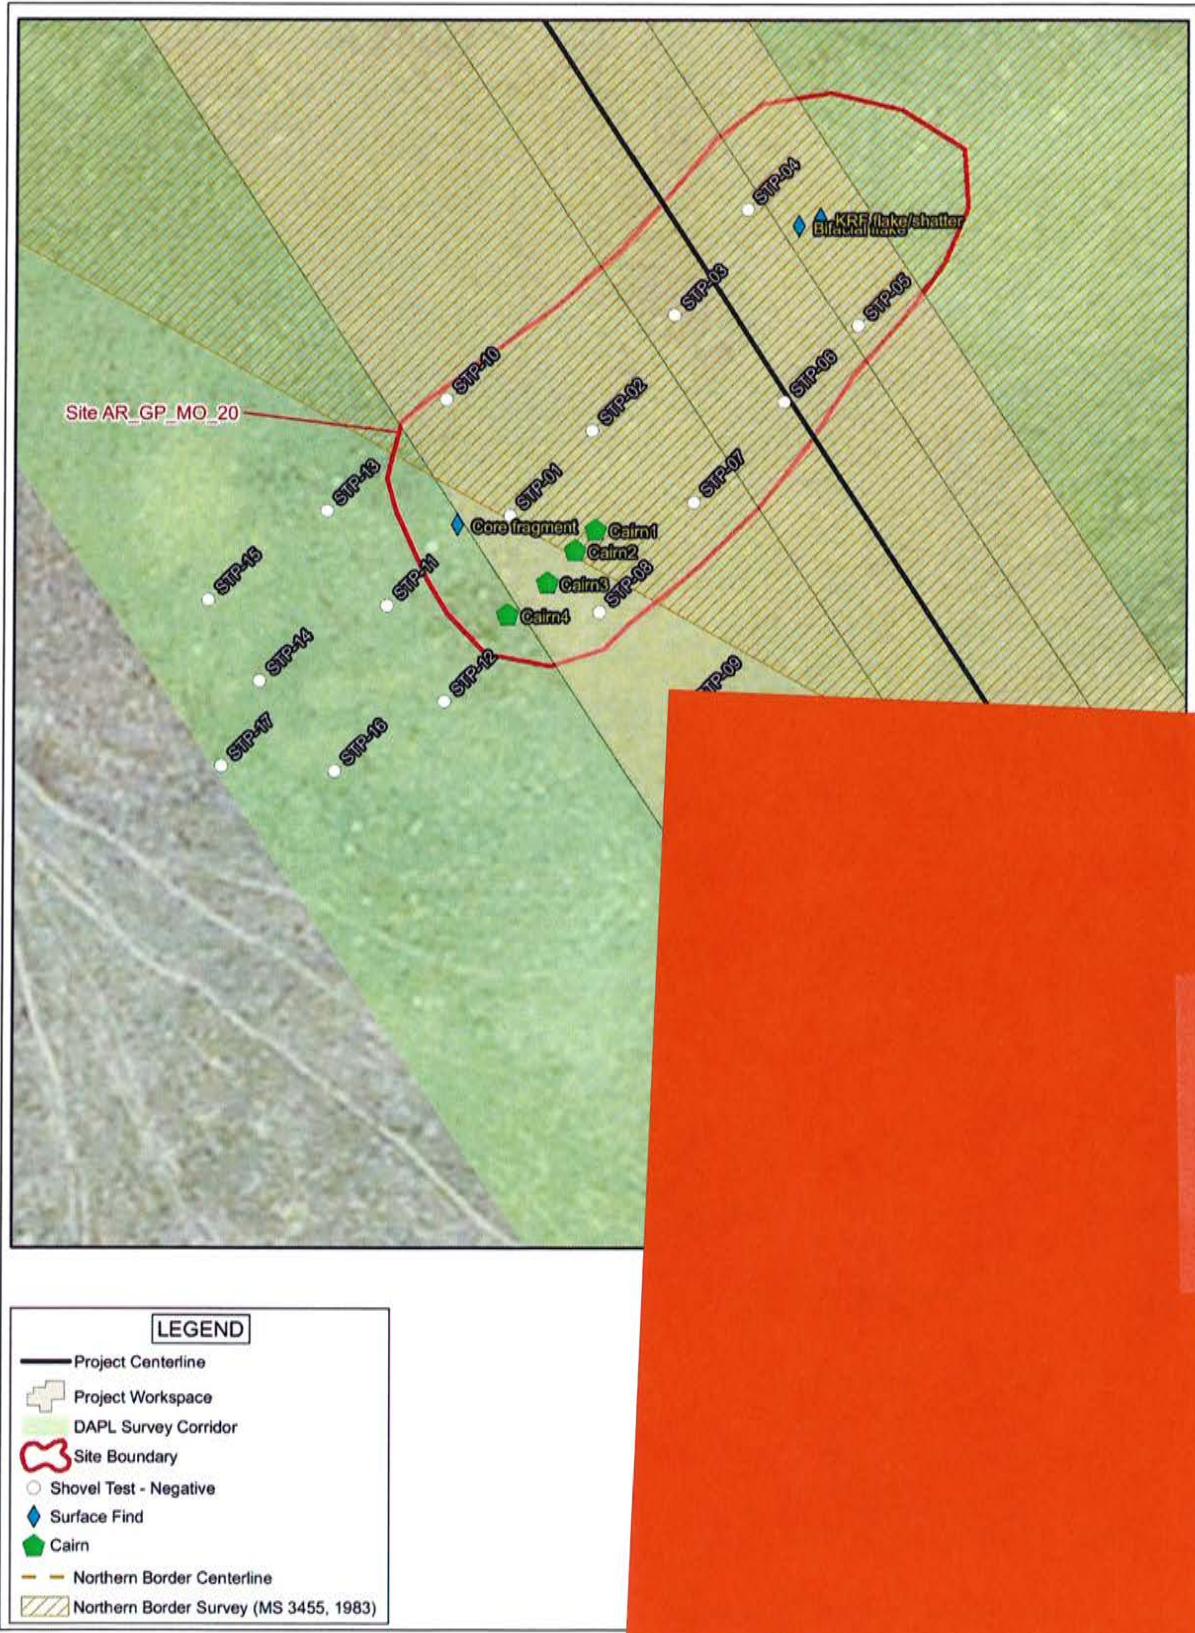 STP-04
KRF flake/shatter
Bifacial flake
STP-03
STP-05
STP-10
STP-06
Site AR_GP_MO_20
STP-02
STP-13
STP-01
STP-07
Core fragment
Cairn1
Cairn2
STP-15
STP-11
Cairn3
STP-08
Cairn4
STP-14
STP-12
STP-09
STP-17
STP-16
LEGEND
Project Centerline
Project Workspace
DAPL Survey Corridor
Site Boundary
Shovel Test - Negative
Surface Find
Cairn
Northern Border Centerline
Northern Border Survey (MS 3455, 1983)